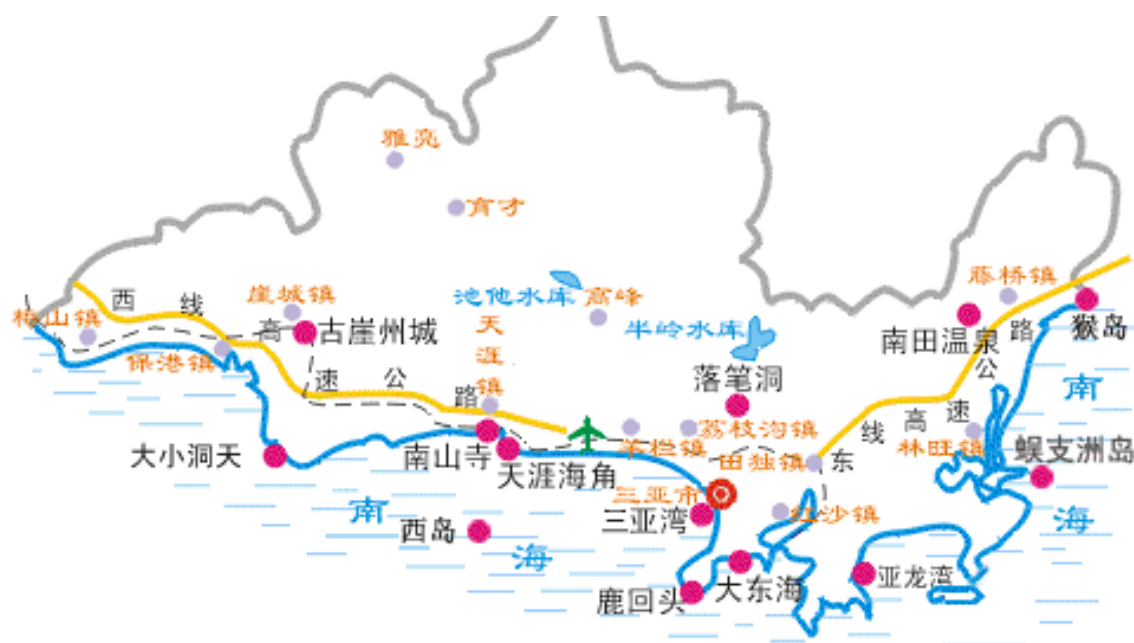 雅亮
育才
西线高速公路
崖城镇
池他水库
高峰
藤桥镇
梅山镇
古崖州城
天涯镇
半岭水库
南田温泉
猴岛
保港镇
落笔洞
南海
大小洞天
南山寺
天涯海角
羊栏镇
荔枝沟镇
田独镇
东线高速公路
林旺镇
蜈支洲岛
三亚市
三亚湾
红沙镇
南海
西岛
鹿回头
大东海
亚龙湾